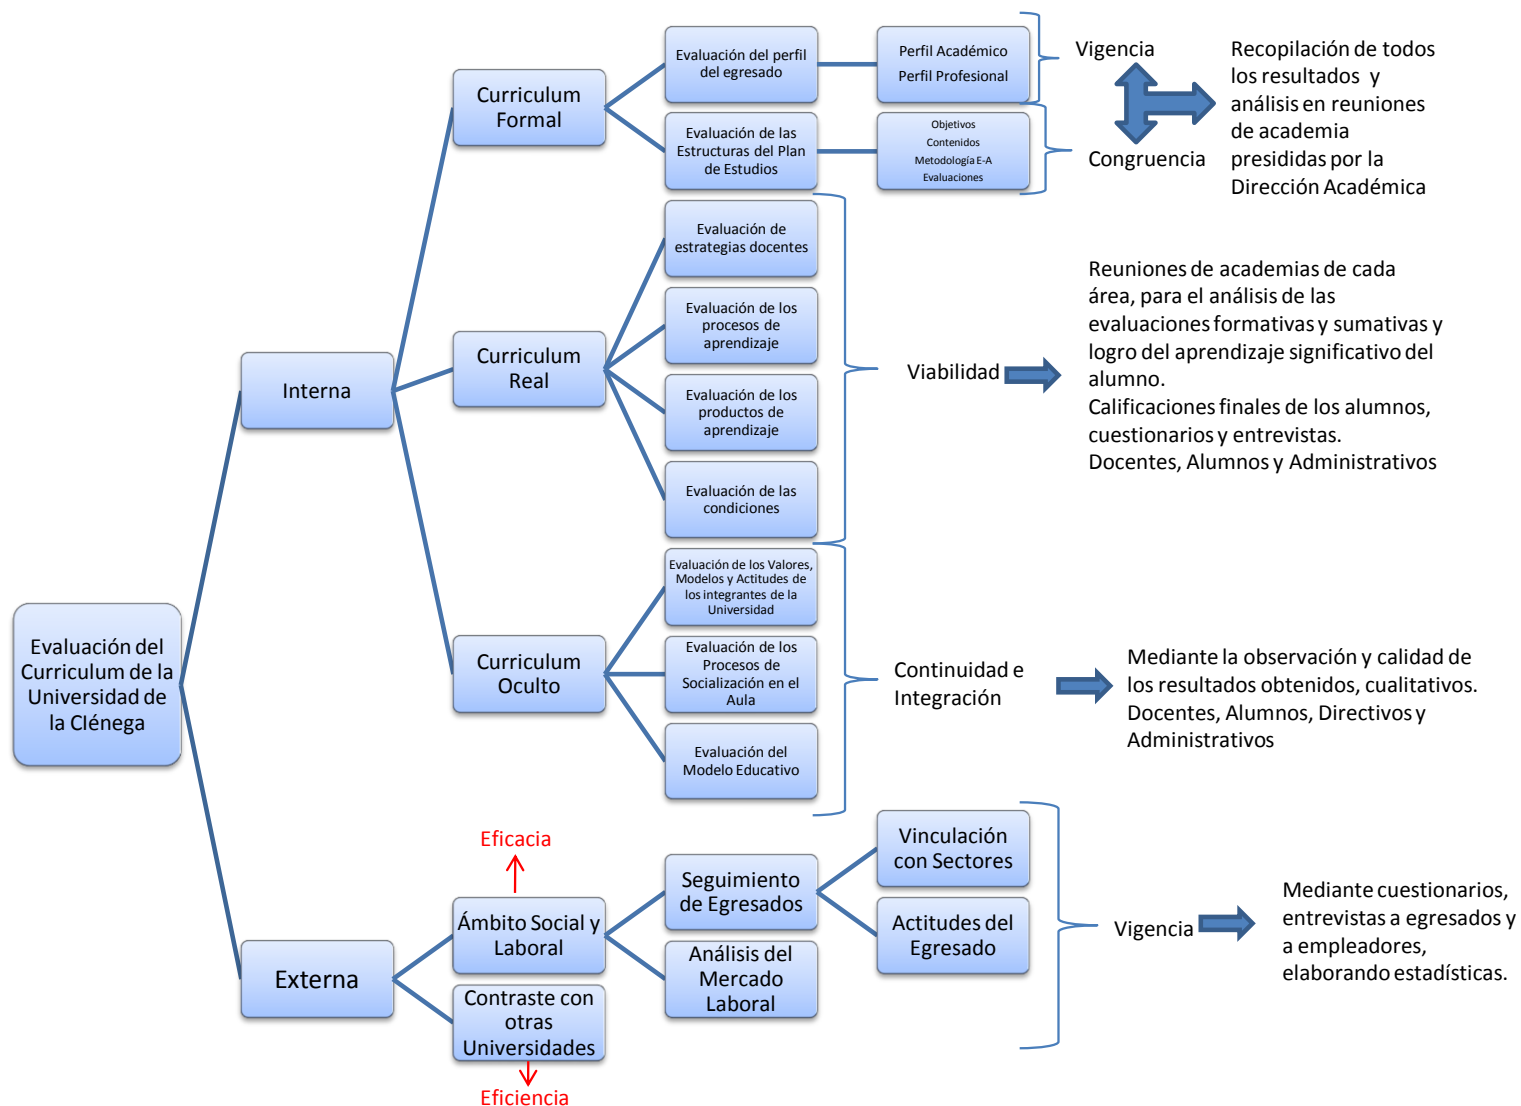 Evaluación del
Curriculum de la
Universidad de
la CIénega
Interna
Externa
Curriculum
Formal
Curriculum
Real
Curriculum
Oculto
Eficacia
Ámbito Social y
Laboral
Contraste con
otras
Universidades
Eficiencia
Evaluación del perfil
del egresado
Evaluación de las
Estructuras del Plan
de Estudios
Evaluación de
estrategias docentes
Evaluación de los
procesos de
aprendizaje
Evaluación de los
productos de
aprendizaje
Evaluación de las
condiciones
Evaluación de los Valores,
Modelos y Actitudes de
los integrantes de la
Universidad
Evaluación de los
Procesos de
Socialización en el
Aula
Evaluación del
Modelo Educativo
Seguimiento
de Egresados
Análisis del
Mercado
Laboral
Perfil Académico
Perfil Profesional
Objetivos
Contenidos
Metodología E-A
Evaluaciones
Vinculación
con Sectores
Actitudes del
Egresado
Vigencia
Congruencia
Recopilación de todos
los resultados y
análisis en reuniones
de academia
presididas por la
Dirección Académica
Viabilidad
Reuniones de academias de cada
área, para el análisis de las
evaluaciones formativas y sumativas y
logro del aprendizaje significativo del
alumno.
Calificaciones finales de los alumnos,
cuestionarios y entrevistas.
Docentes, Alumnos y Administrativos
Continuidad e
Integración
Mediante la observación y calidad de
los resultados obtenidos, cualitativos.
Docentes, Alumnos, Directivos y
Administrativos
Vigencia
Mediante cuestionarios,
entrevistas a egresados y
a empleadores,
elaborando estadísticas.